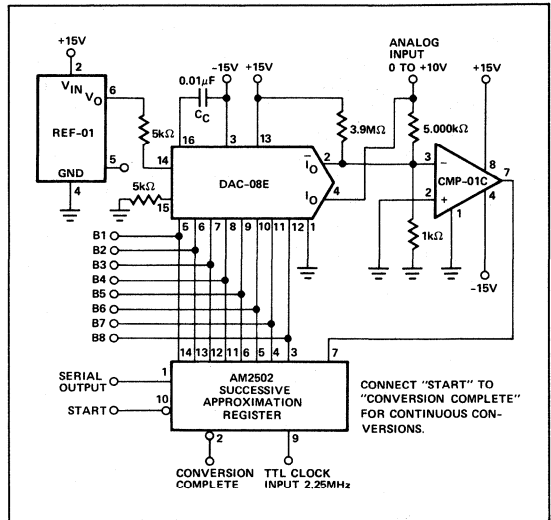 +15V
2
V_IN V_O
6
REF-01
5
GND
4
5kΩ
5kΩ
0.01µF
C_C
-15V
+15V
16
3
13
14
15
DAC-08E
I̅_O
2
I_O
4
5 6 7 8 9 10 11 12 1
3.9MΩ
ANALOG
INPUT
0 TO +10V
5.000kΩ
1kΩ
+15V
8
7
3
−
2
+
CMP-01C
1
4
-15V
B1
B2
B3
B4
B5
B6
B7
B8
14 13 12 11 6 5 4 3
7
SERIAL
OUTPUT
1
START
10
AM2502
SUCCESSIVE
APPROXIMATION
REGISTER
2
9
CONVERSION
COMPLETE
TTL CLOCK
INPUT 2.25MHz
CONNECT "START" TO
"CONVERSION COMPLETE"
FOR CONTINUOUS CON-
VERSIONS.